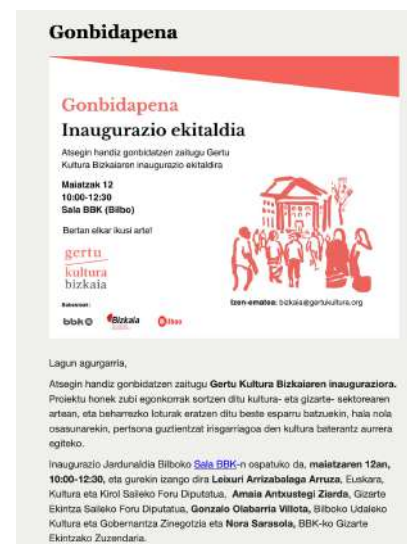 Gonbidapena
Gonbidapena
Inaugurazio ekitaldia
Atsegin handiz gonbidatzen zaitugu Gertu
Kultura Bizkaiaren inaugurazio ekitaldira
Maiatzak 12
10:00-12:30
Sala BBK (Bilbo)
Bertan elkar ikusi arte!
gertu
kultura
bizkaia
Izen-ematea: bizkaia@gertukultura.org
bbk
Bizkaia
Bilbao
Lagun agurgarria,
Atsegin handiz gonbidatzen zaitugu Gertu Kultura Bizkaiaren inauguraziora.
Proiektu honek zubi egonkorrak sortzen ditu kultura- eta gizarte- sektorearen
artean, eta beharrezko loturak eratzen ditu beste esparru batzuekin, hala nola
osasunarekin, pertsona guztientzat irisgarriagoa den kultura baterantz aurrera
egiteko.
Inaugurazio Jardunaldia Bilboko Sala BBK-n ospatuko da, maiatzaren 12an,
10:00-12:30, eta gurekin izango dira Leixuri Arrizabalaga Arruza, Euskara,
Kultura eta Kirol Saileko Foru Diputatua, Amaia Antxustegi Ziarda, Gizarte
Ekintza Saileko Foru Diputatua, Gonzalo Olabarria Villota, Bilboko Udaleko
Kultura eta Gobernantza Zinegotzia eta Nora Sarasola, BBK-ko Gizarte
Ekintzako Zuzendaria.